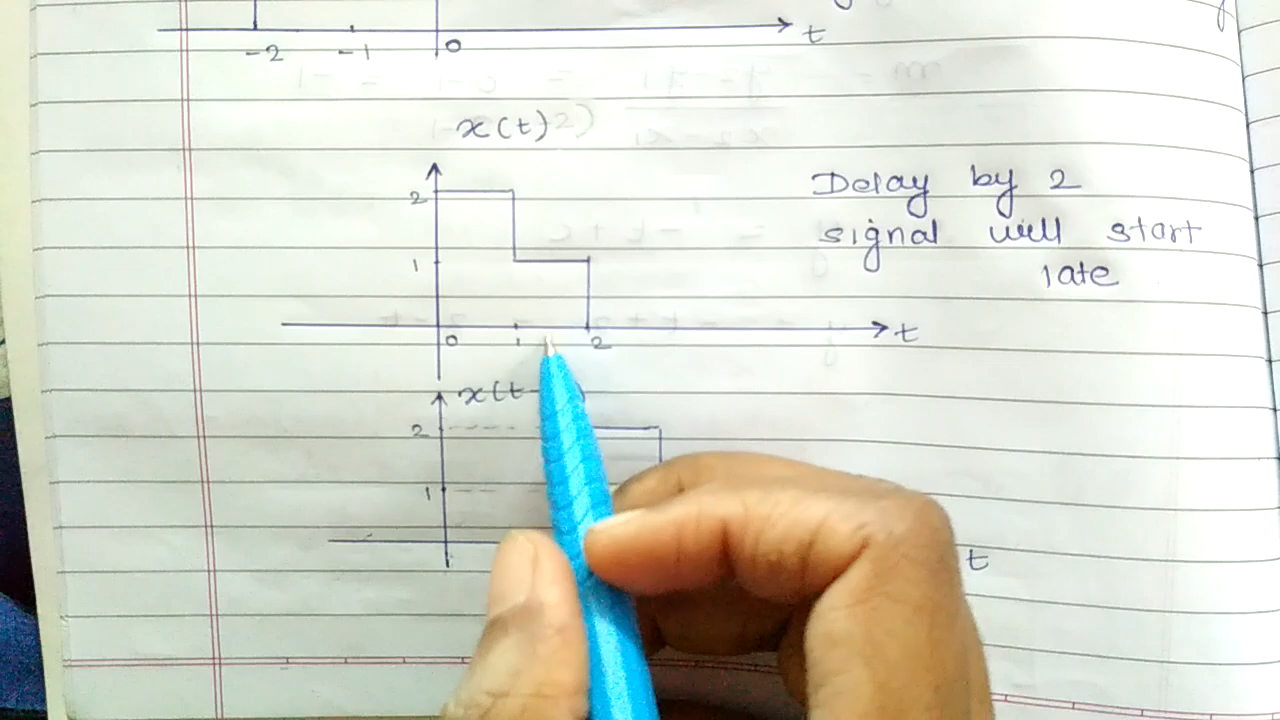 t
-2 -1 0
x(t)
2
1
0 1 2 t
Delay by 2
signal will start
late
x(t-
2
1
t